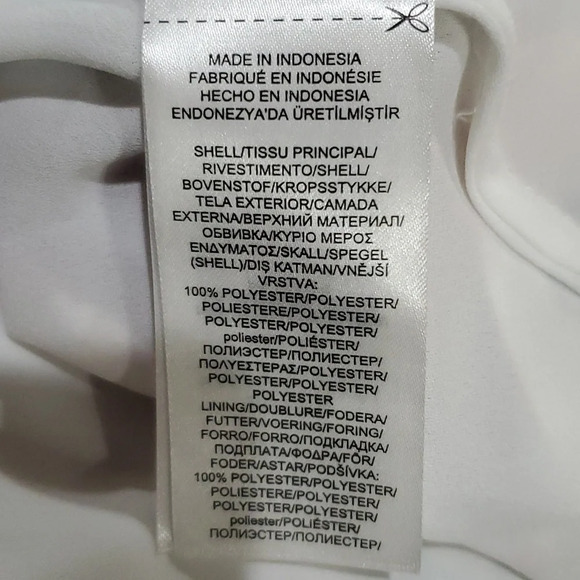 MADE IN INDONESIA
FABRIQUÉ EN INDONÉSIE
HECHO EN INDONESIA
ENDONEZYA'DA ÜRETİLMİŞTİR
SHELL/TISSU PRINCIPAL/
RIVESTIMENTO/SHELL/
BOVENSTOF/KROPSSTYKKE/
TELA EXTERIOR/CAMADA
EXTERNA/ВЕРХНИЙ МАТЕРИАЛ/
ОБВИВКА/ΚΥΡΙΟ ΜΕΡΟΣ
ΕΝΔΥΜΑΤΟΣ/SKALL/SPEGEL
(SHELL)/DIŞ KATMAN/VNĚJŠÍ
VRSTVA:
100% POLYESTER/POLYESTER/
POLIESTERE/POLYESTER/
POLYESTER/POLYESTER/
poliester/POLIÉSTER/
ПОЛИЭСТЕР/ПОЛИЕСТЕР/
ΠΟΛΥΕΣΤΕΡΑΣ/POLYESTER/
POLYESTER/POLYESTER/
POLYESTER
LINING/DOUBLURE/FODERA/
FUTTER/VOERING/FORING/
FORRO/FORRO/ПОДКЛАДКА/
ПОДПЛАТА/ΦΟΔΡΑ/FÔR/
FODER/ASTAR/PODŠÍVKA:
100% POLYESTER/POLYESTER/
POLIESTERE/POLYESTER/
POLYESTER/POLYESTER/
poliester/POLIÉSTER/
ПОЛИЭСТЕР/ПОЛИЕСТЕР/